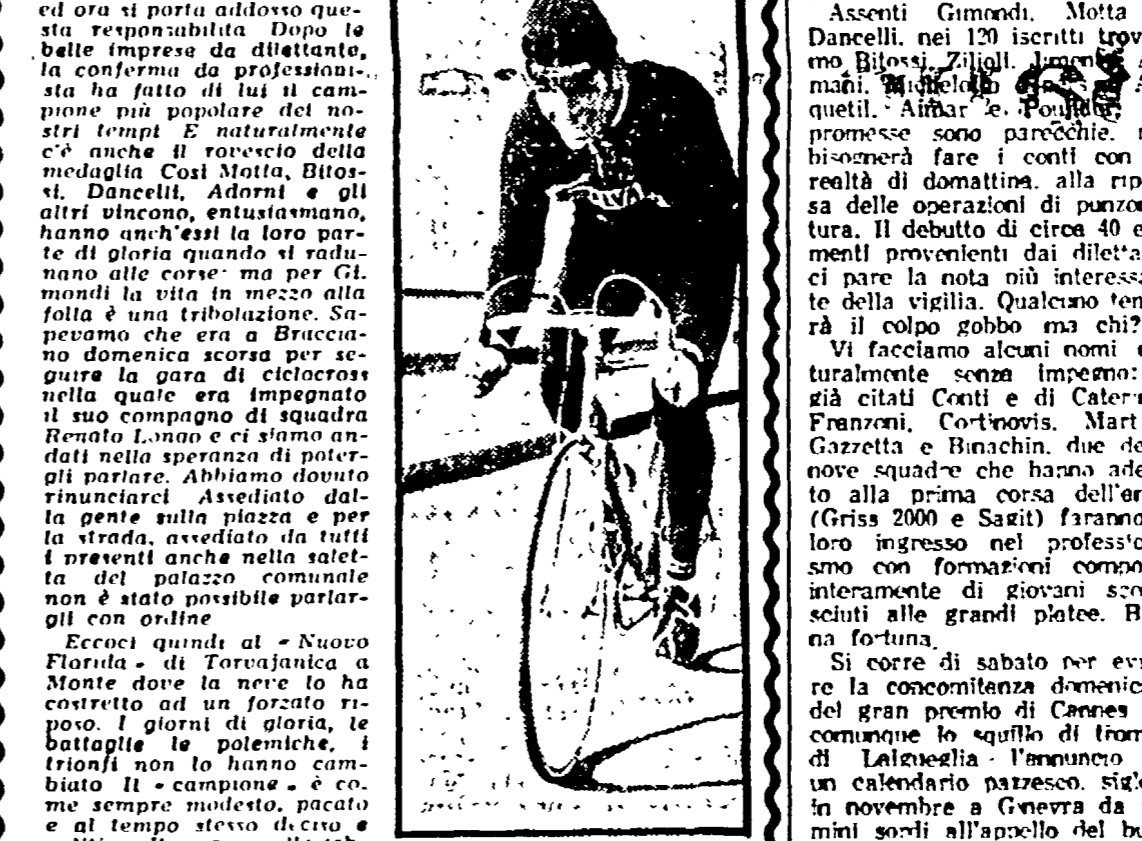 ed ora si porta addosso que-
sta responsabilità Dopo le
belle imprese da dilettante,
la conferma da professioni-
sta ha fatto di lui il cam-
pione più popolare dei no-
stri tempi E naturalmente
c'è anche il rovescio della
medaglia Così Motta, Bitos-
si, Dancelli, Adorni e gli
altri vincono, entusiasmano,
hanno anch'essi la loro par-
te di gloria quando si radu-
nano alle corse: ma per Gi.
mondi la vita in mezzo alla
folla è una tribolazione. Sa-
pevamo che era a Braccia-
no domenica scorsa per se-
guire la gara di ciclocross
nella quale era impegnato
il suo compagno di squadra
Renato Longo e ci siamo an-
dati nella speranza di poter-
gli parlare. Abbiamo dovuto
rinunciarci Assediato dal-
la gente sulla piazza e per
la strada, assediato da tutti
i presenti anche nella salet-
ta del palazzo comunale
non è stato possibile parlar-
gli con ordine
Eccoci quindi al « Nuovo
Florida » di Torvajanica a
Monte dove la neve lo ha
costretto ad un forzato ri-
poso. I giorni di gloria, le
battaglie le polemiche, i
trionfi non lo hanno cam-
biato Il « campione » è co-
me sempre modesto, pacato
e al tempo stesso deciso e
Assenti Gimondi, Motta
Dancelli, nei 120 iscritti trov
mo Bitossi, Zilioli,
mani,
quetil, Aimar e
promesse sono parecchie,
bisognerà fare i conti con
realtà di domattina, alla rip
sa delle operazioni di punzo
tura. Il debutto di circa 40 e
menti provenienti dai diletta
ci pare la nota più interessa
te della vigilia. Qualcuno ten
rà il colpo gobbo ma chi?
Vi facciamo alcuni nomi
turalmente senza impegno:
già citati Conti e di Cater
Franzoni, Cortinovis, Mart
Gazzetta e Binachin, due de
nove squadre che hanno ade
to alla prima corsa dell'an
(Griss 2000 e Sagit) faranno
loro ingresso nel professio
smo con formazioni compo
interamente di giovani sco
sciuti alle grandi platee. B
na fortuna.
Si corre di sabato per evi
re la concomitenza domenic
del gran premio di Cannes
comunque lo squillo di trom
di Laigueglia l'annuncio
un calendario pazzesco, sigl
in novembre a Ginevra da
mini sordi all'appello del bu